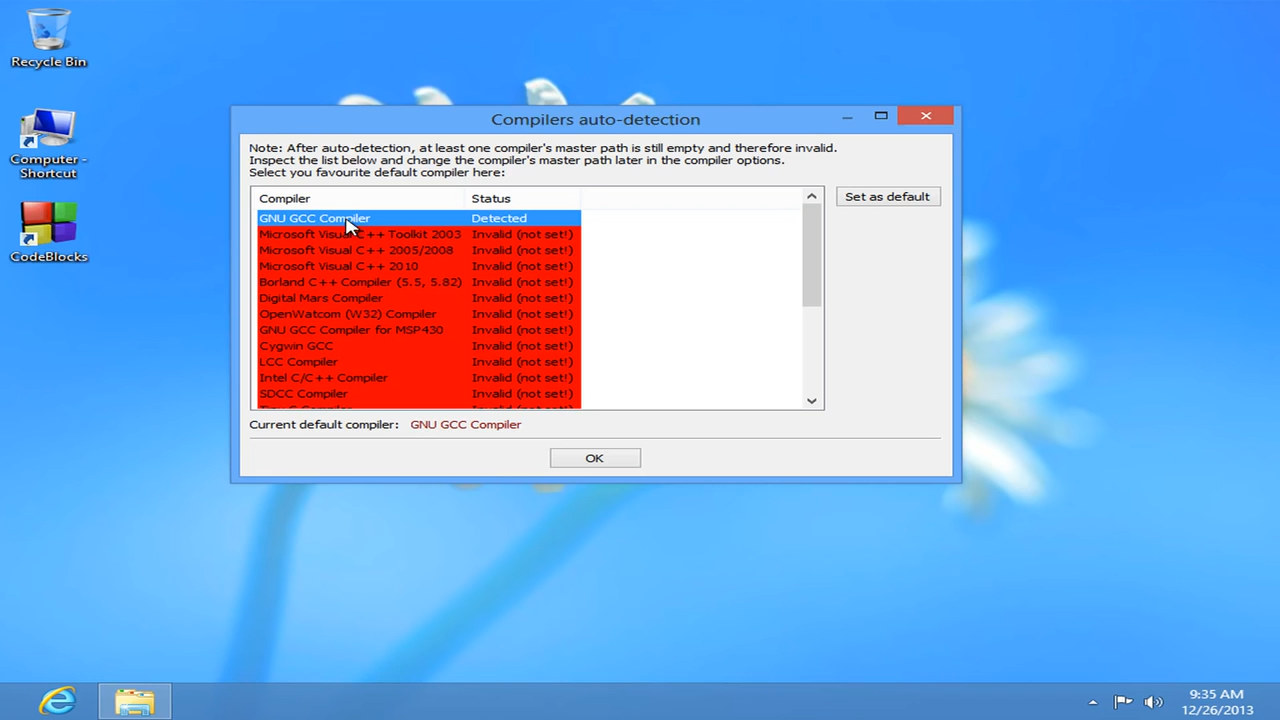 Recycle Bin
Computer -
Shortcut
CodeBlocks
Compilers auto-detection
Note: After auto-detection, at least one compiler's master path is still empty and therefore invalid.
Inspect the list below and change the compiler's master path later in the compiler options.
Select you favourite default compiler here:
Compiler Status
Set as default
GNU GCC Compiler Detected
Microsoft Visual C++ Toolkit 2003 Invalid (not set!)
Microsoft Visual C++ 2005/2008 Invalid (not set!)
Microsoft Visual C++ 2010 Invalid (not set!)
Borland C++ Compiler (5.5, 5.82) Invalid (not set!)
Digital Mars Compiler Invalid (not set!)
OpenWatcom (W32) Compiler Invalid (not set!)
GNU GCC Compiler for MSP430 Invalid (not set!)
Cygwin GCC Invalid (not set!)
LCC Compiler Invalid (not set!)
Intel C/C++ Compiler Invalid (not set!)
SDCC Compiler Invalid (not set!)
Current default compiler: GNU GCC Compiler
OK
9:35 AM
12/26/2013